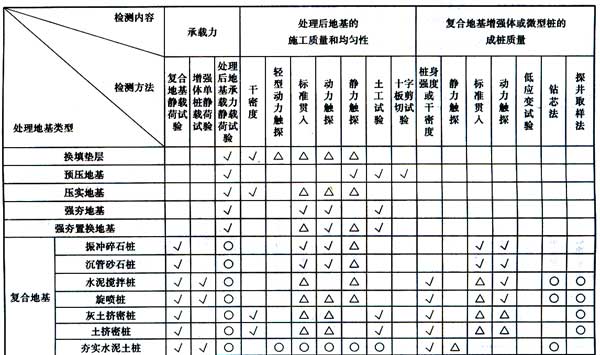 检测内容
检测方法
处理地基类型
承载力
处理后地基的
施工质量和均匀性
复合地基增强体或微型桩的
成桩质量
复合地基静载荷试验
增强体单桩静载荷试验
处理后地基承载力静载荷试验
干密度
轻型动力触探
标准贯入
动力触探
静力触探
土工试验
十字板剪切试验
桩身强度或干密度
静力触探
标准贯入
动力触探
低应变试验
钻芯法
探井取样法
换填垫层 √ √ △ △ △ △
预压地基 √ √ √ √
压实地基 √ √ △ △ △
强夯地基 √ √ √ √
强夯置换地基 √ △ √ △ √
复合地基
振冲碎石桩 √ ○ √ √ △ √ √
沉管砂石桩 √ ○ √ √ △ √ √
水泥搅拌桩 √ √ ○ △ △ √ △ √ ○ ○
旋喷桩 √ √ ○ △ △ △ √ △ √ ○ ○
灰土挤密桩 √ √ ○ √ △ △ √ √ △ △ ○
土挤密桩 √ ○ √ △ △ √ √ △ △ ○
夯实水泥土桩 √ √ ○ ○ ○ ○ ○ ○ √ △ ○